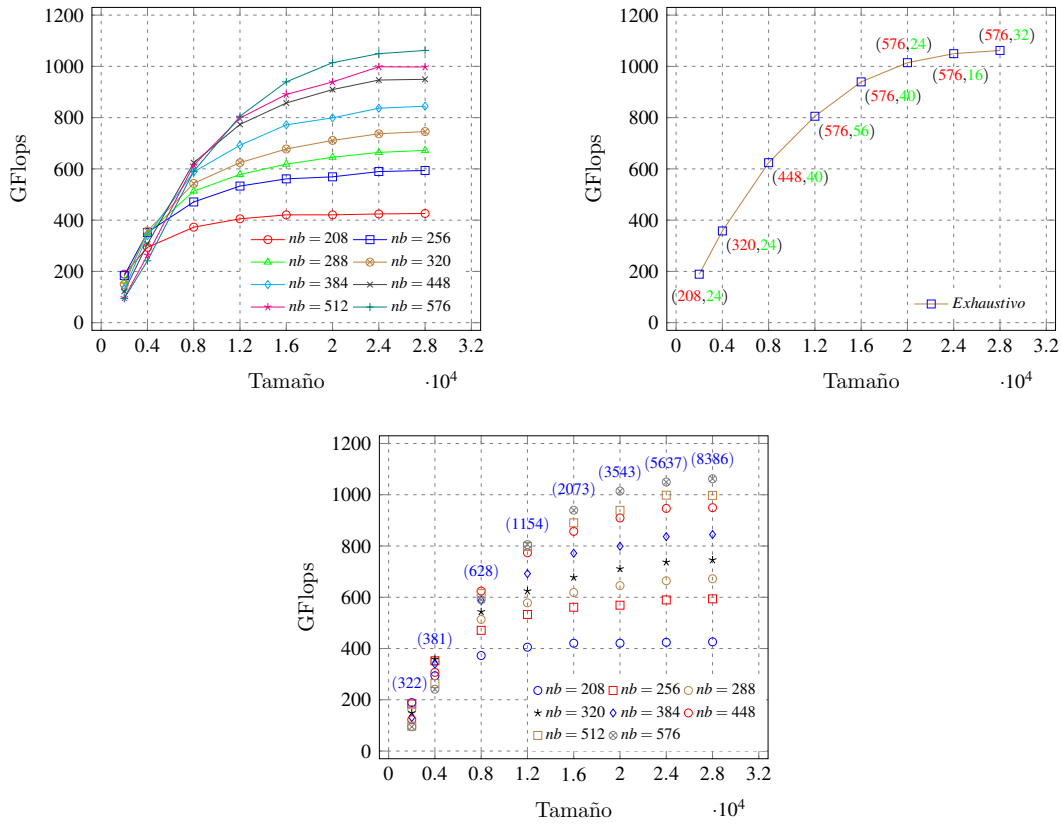 1200
1000
800
600
400
200
0
GFlops
nb = 208 nb = 256
nb = 288 nb = 320
nb = 384 nb = 448
nb = 512 nb = 576
0 0.4 0.8 1.2 1.6 2 2.4 2.8 3.2
Tamaño ·10⁴
1200
1000
800
600
400
200
0
GFlops
(576,32)
(576,24)
(576,16)
(576,40)
(576,56)
(448,40)
(320,24)
(208,24)
Exhaustivo
0 0.4 0.8 1.2 1.6 2 2.4 2.8 3.2
Tamaño ·10⁴
1200
1000
800
600
400
200
0
GFlops
(322) (381) (628) (1154) (2073) (3543) (5637) (8386)
nb = 208 nb = 256 nb = 288
nb = 320 nb = 384 nb = 448
nb = 512 nb = 576
0 0.4 0.8 1.2 1.6 2 2.4 2.8 3.2
Tamaño ·10⁴